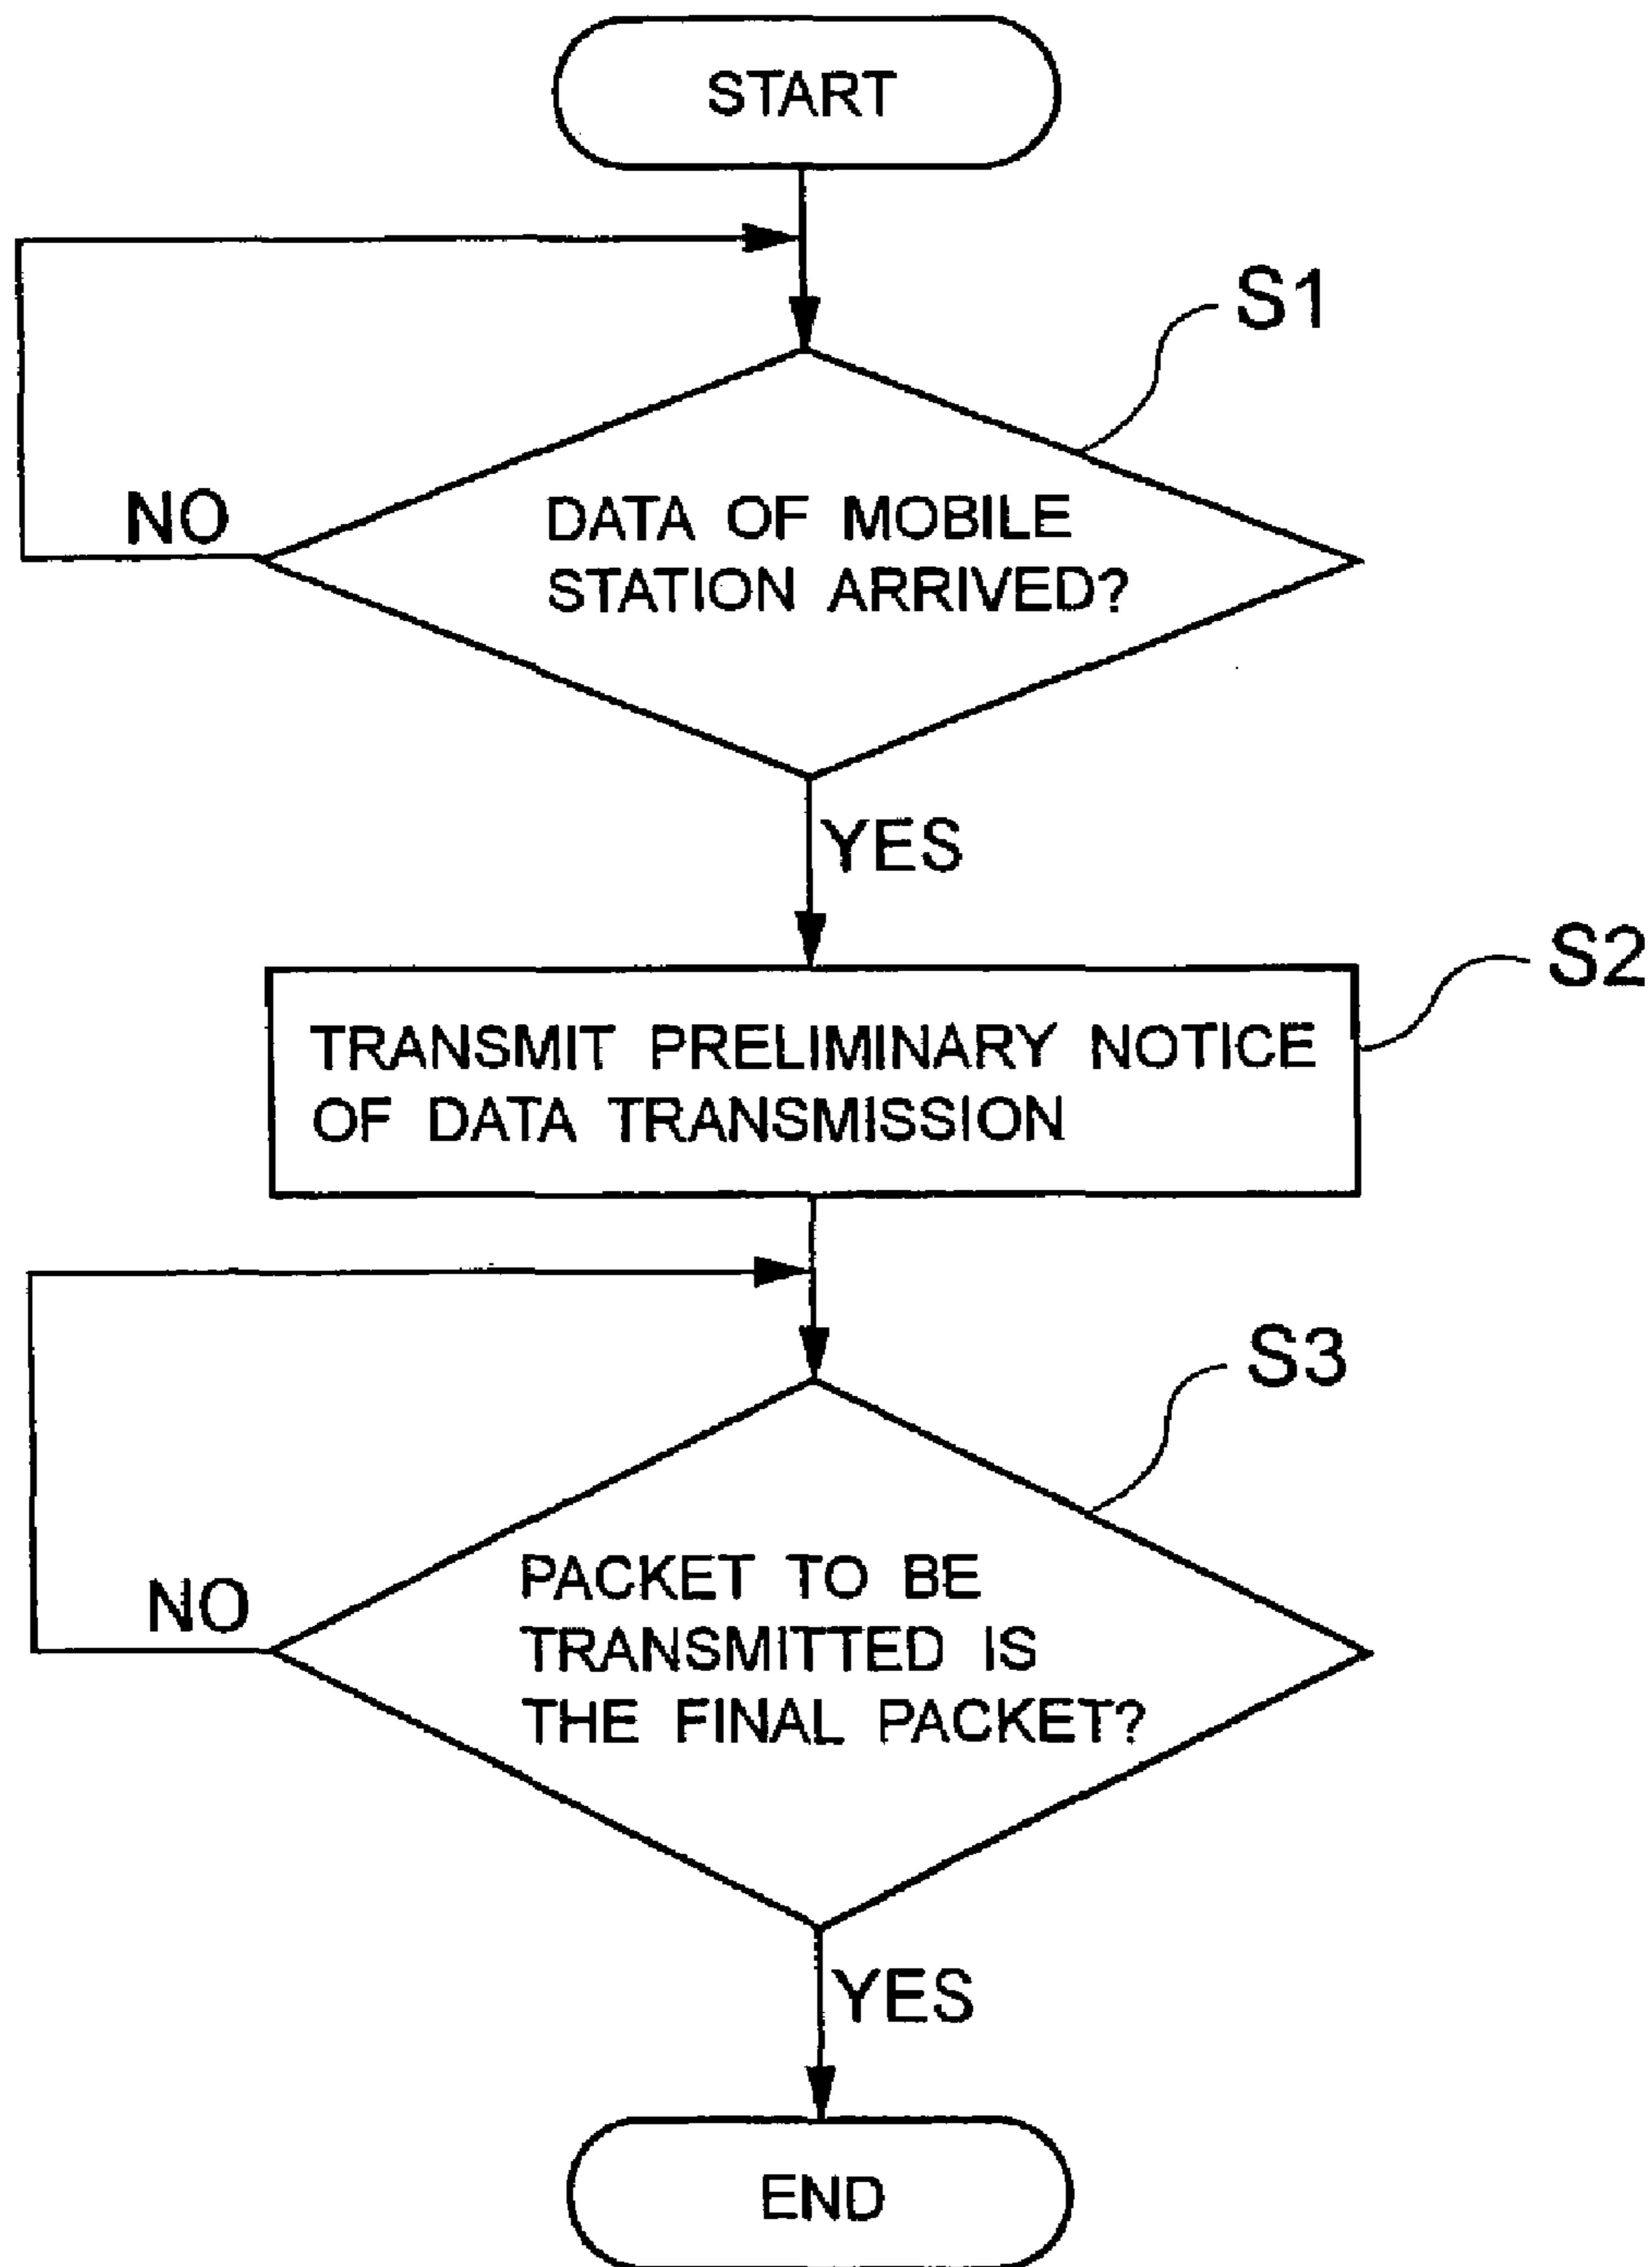 START
S1
DATA OF MOBILE
STATION ARRIVED?
NO
YES
S2
TRANSMIT PRELIMINARY NOTICE
OF DATA TRANSMISSION
S3
PACKET TO BE
TRANSMITTED IS
THE FINAL PACKET?
NO
YES
END